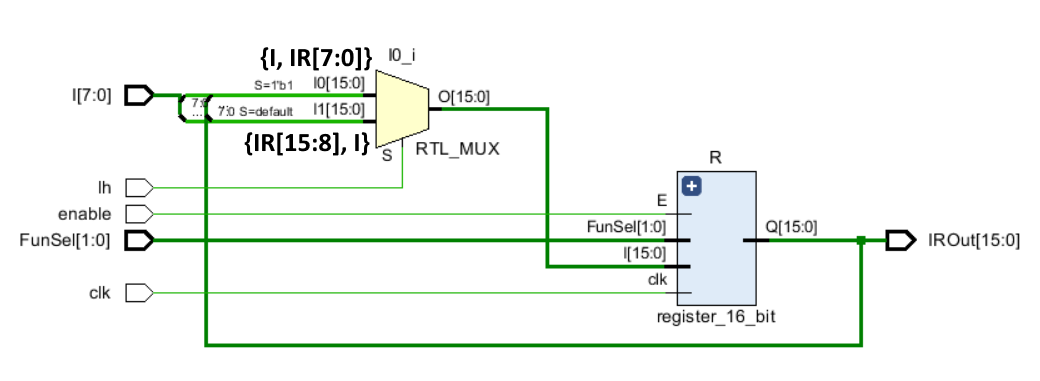 {I, IR[7:0]}
I0_i
I[7:0]
S=1'b1
I0[15:0]
7:0 S=default
I1[15:0]
O[15:0]
{IR[15:8], I}
S
RTL_MUX
lh
enable
FunSel[1:0]
clk
R
E
FunSel[1:0]
I[15:0]
clk
Q[15:0]
IROut[15:0]
register_16_bit